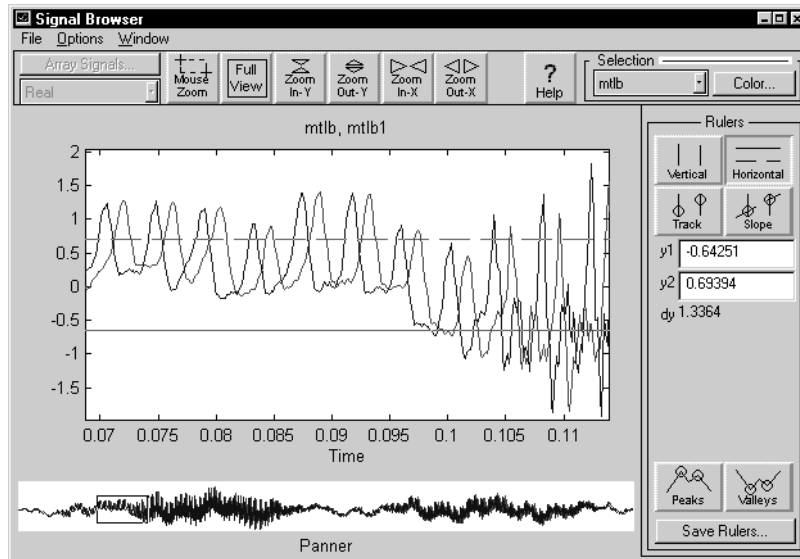 Signal Browser
File Options Window
Array Signals...
Real
Mouse Zoom
Full View
Zoom In-Y
Zoom Out-Y
Zoom In-X
Zoom Out-X
?
Help
Selection
mtlb
Color...
mtlb, mtlb1
2
1.5
1
0.5
0
-0.5
-1
-1.5
0.07 0.075 0.08 0.085 0.09 0.095 0.1 0.105 0.11
Time
Panner
Rulers
Vertical
Horizontal
Track
Slope
y1 -0.64251
y2 0.69394
dy 1.3364
Peaks
Valleys
Save Rulers...